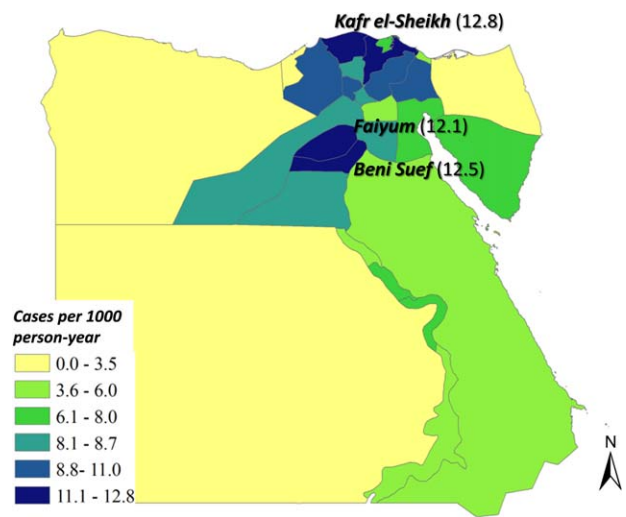 Kafr el-Sheikh (12.8)
Faiyum (12.1)
Beni Suef (12.5)
Cases per 1000
person-year
0.0 - 3.5
3.6 - 6.0
6.1 - 8.0
8.1 - 8.7
8.8- 11.0
11.1 - 12.8
N